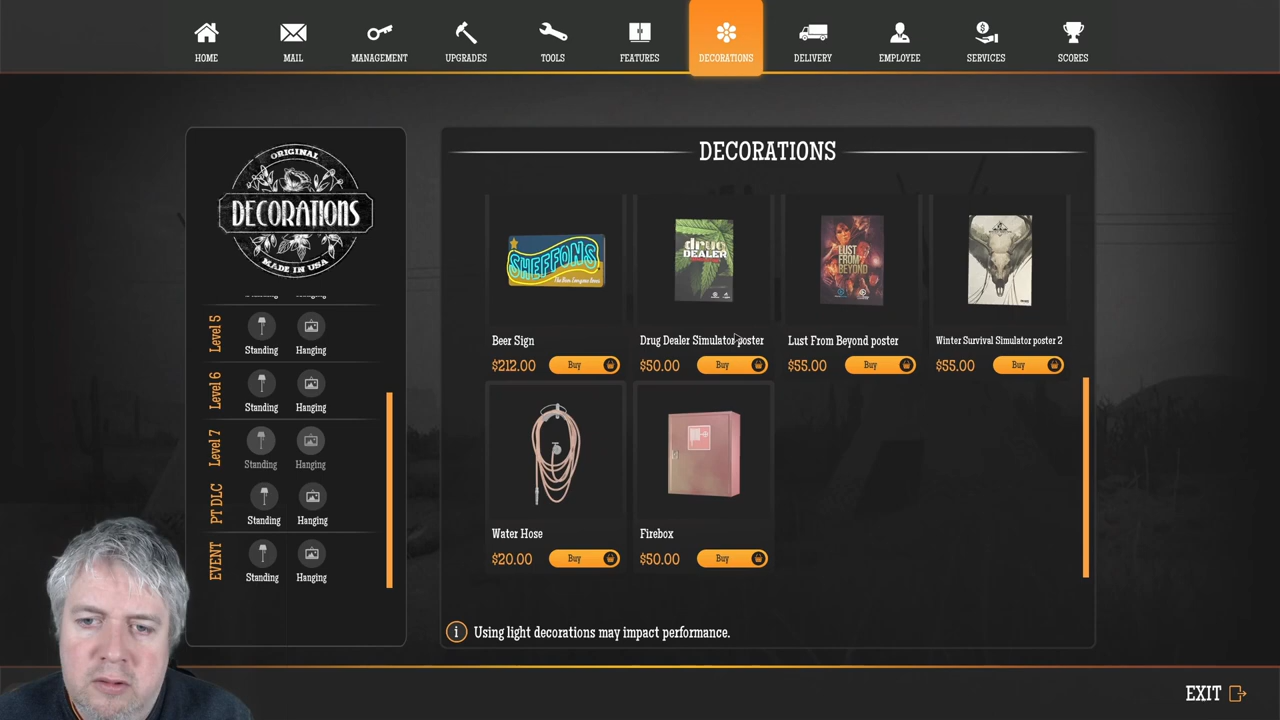 HOME
MAIL
MANAGEMENT
UPGRADES
TOOLS
FEATURES
DECORATIONS
DELIVERY
EMPLOYEE
SERVICES
SCORES
ORIGINAL
DECORATIONS
MADE IN USA
Level 5
Standing
Hanging
Level 6
Standing
Hanging
Level 7
Standing
Hanging
PT DLC
Standing
Hanging
EVENT
Standing
Hanging
DECORATIONS
SHEFFONS
drug
DEALER
LUST
FROM
BEYOND
Beer Sign
Drug Dealer Simulator poster
Lust From Beyond poster
Winter Survival Simulator poster 2
$212.00 Buy
$50.00 Buy
$55.00 Buy
$55.00 Buy
Water Hose
Firebox
$20.00 Buy
$50.00 Buy
i Using light decorations may impact performance.
EXIT